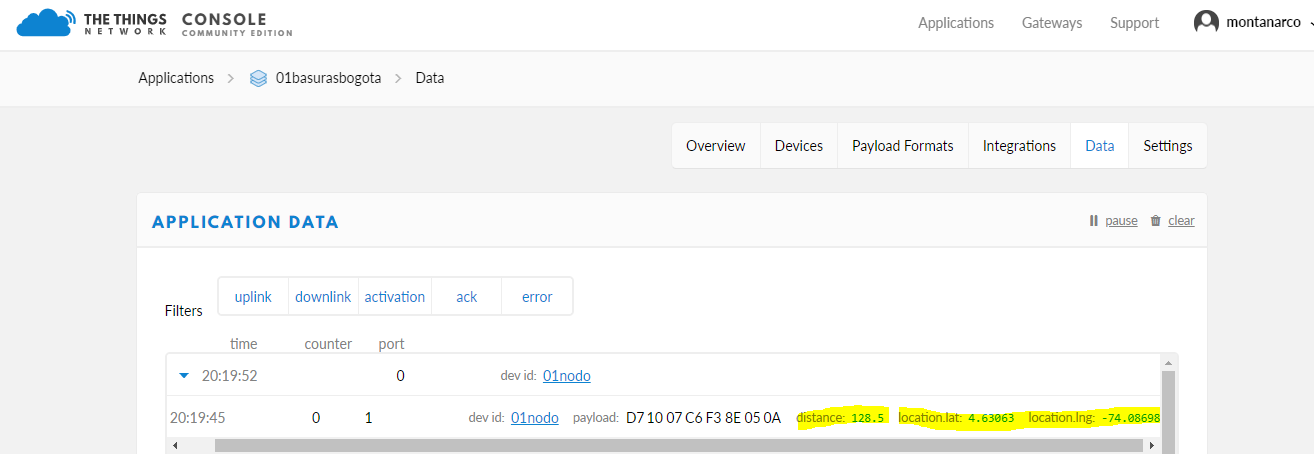 THE THINGS NETWORK CONSOLE COMMUNITY EDITION Applications Gateways Support montanarco
Applications > 01basurasbogota > Data
Overview Devices Payload Formats Integrations Data Settings
APPLICATION DATA pause clear
Filters uplink downlink activation ack error
time counter port
20:19:52 0 dev id: 01nodo
20:19:45 0 1 dev id: 01nodo payload: D7 10 07 C6 F3 8E 05 0A distance: 128.5 location.lat: 4.63063 location.lng: -74.08698